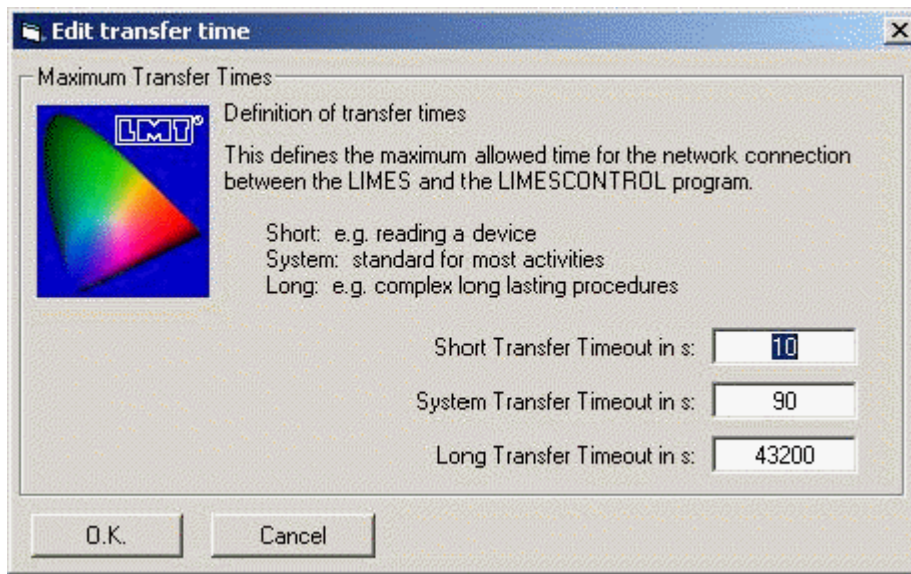 Edit transfer time
Maximum Transfer Times
LMT
Definition of transfer times
This defines the maximum allowed time for the network connection
between the LIMES and the LIMESCONTROL program.
Short: e.g. reading a device
System: standard for most activities
Long: e.g. complex long lasting procedures
Short Transfer Timeout in s: 10
System Transfer Timeout in s: 90
Long Transfer Timeout in s: 43200
O.K. Cancel